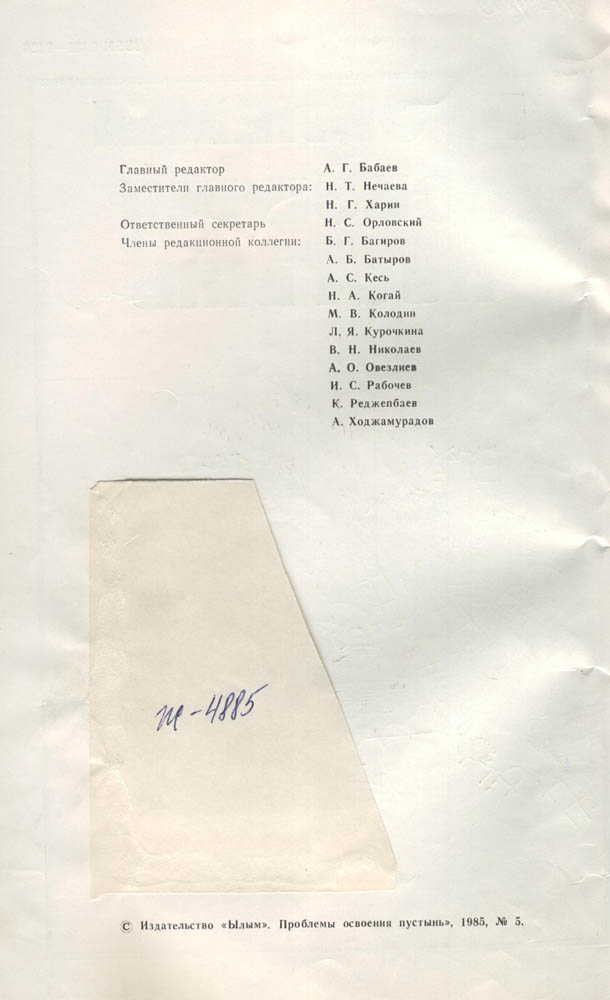 Главный редактор А. Г. Бабаев
Заместители главного редактора: Н. Т. Нечаева
Н. Г. Харин
Ответственный секретарь Н. С. Орловский
Члены редакционной коллегии: Б. Г. Багиров
А. Б. Батыров
А. С. Кесь
Н. А. Когай
М. В. Колодин
Л. Я. Курочкина
В. Н. Николаев
А. О. Овезлиев
И. С. Рабочев
К. Реджепбаев
А. Ходжамурадов
-4885
© Издательство «Ылым». Проблемы освоения пустынь», 1985, № 5.